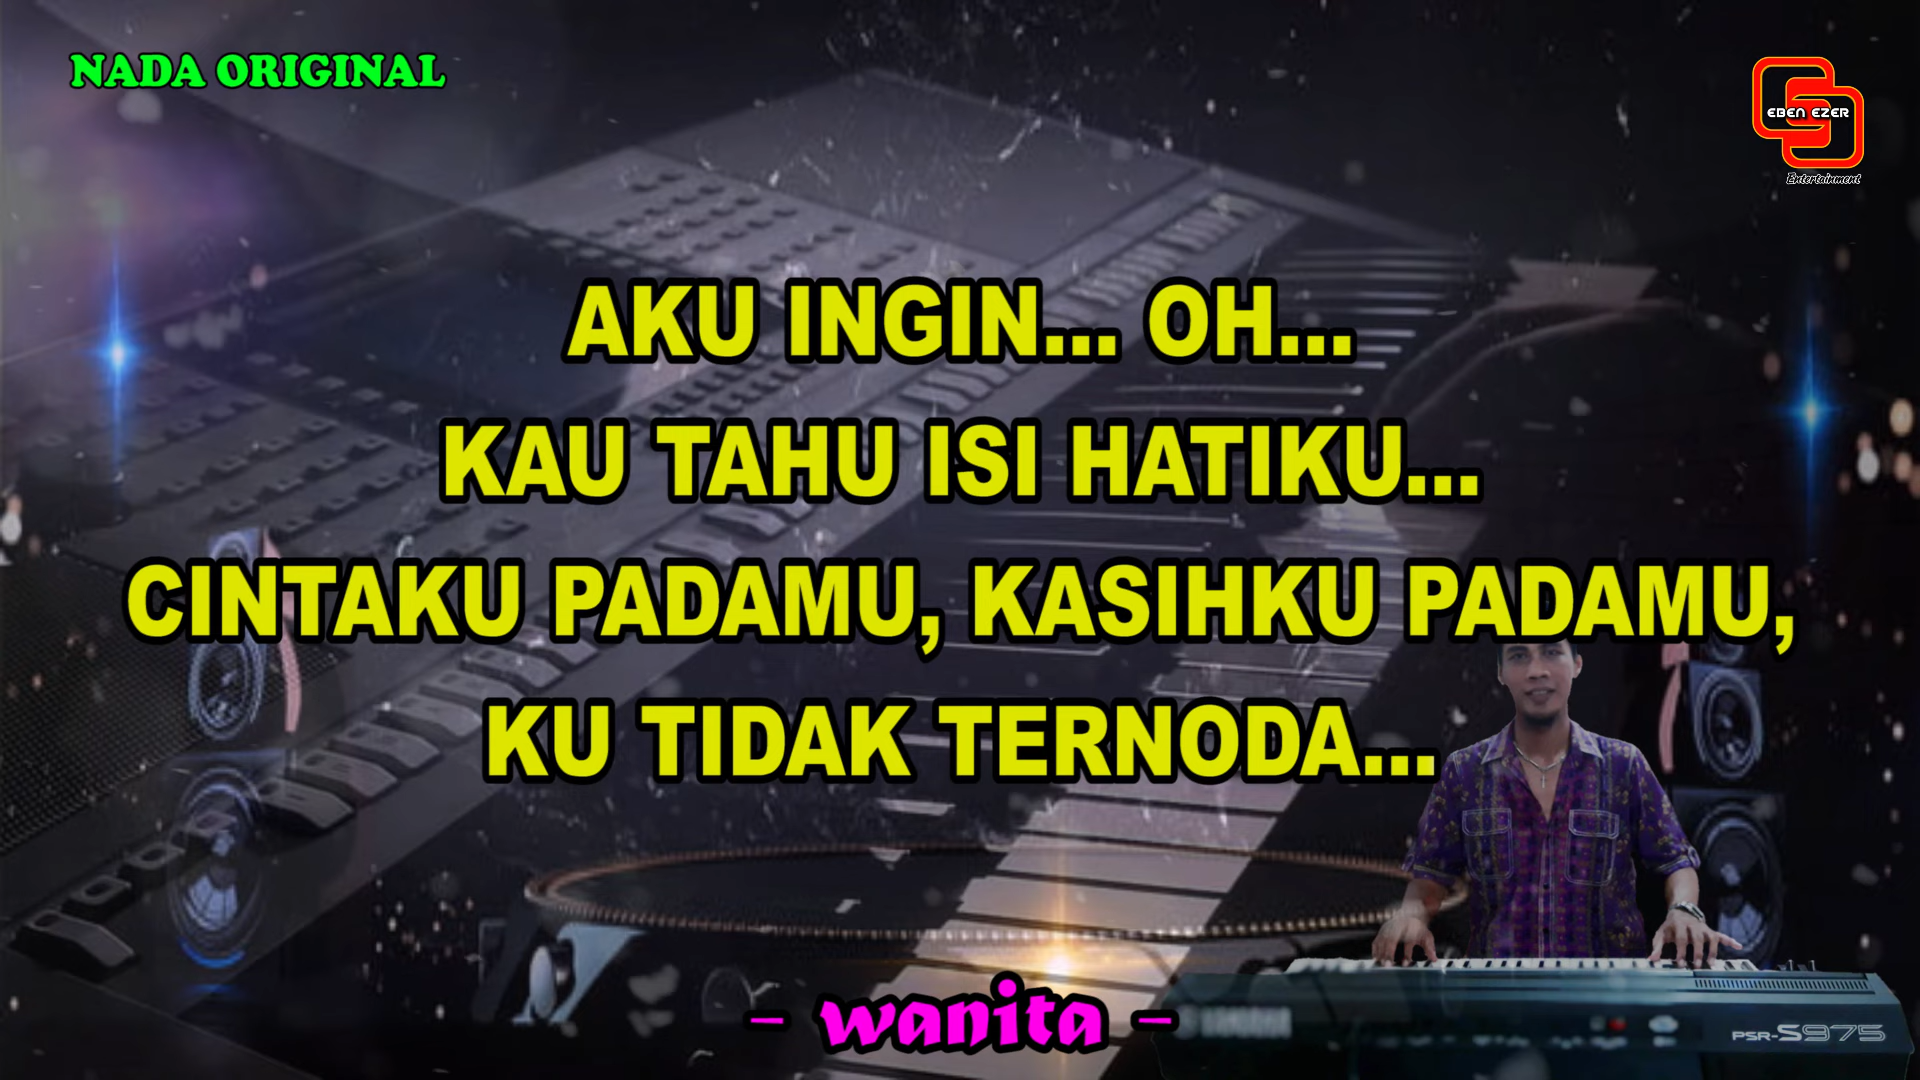 NADA ORIGINAL
EBEN EZER
Entertainment
AKU INGIN... OH...
KAU TAHU ISI HATIKU...
CINTAKU PADAMU, KASIHKU PADAMU,
KU TIDAK TERNODA...
- wanita -
PSR-S975